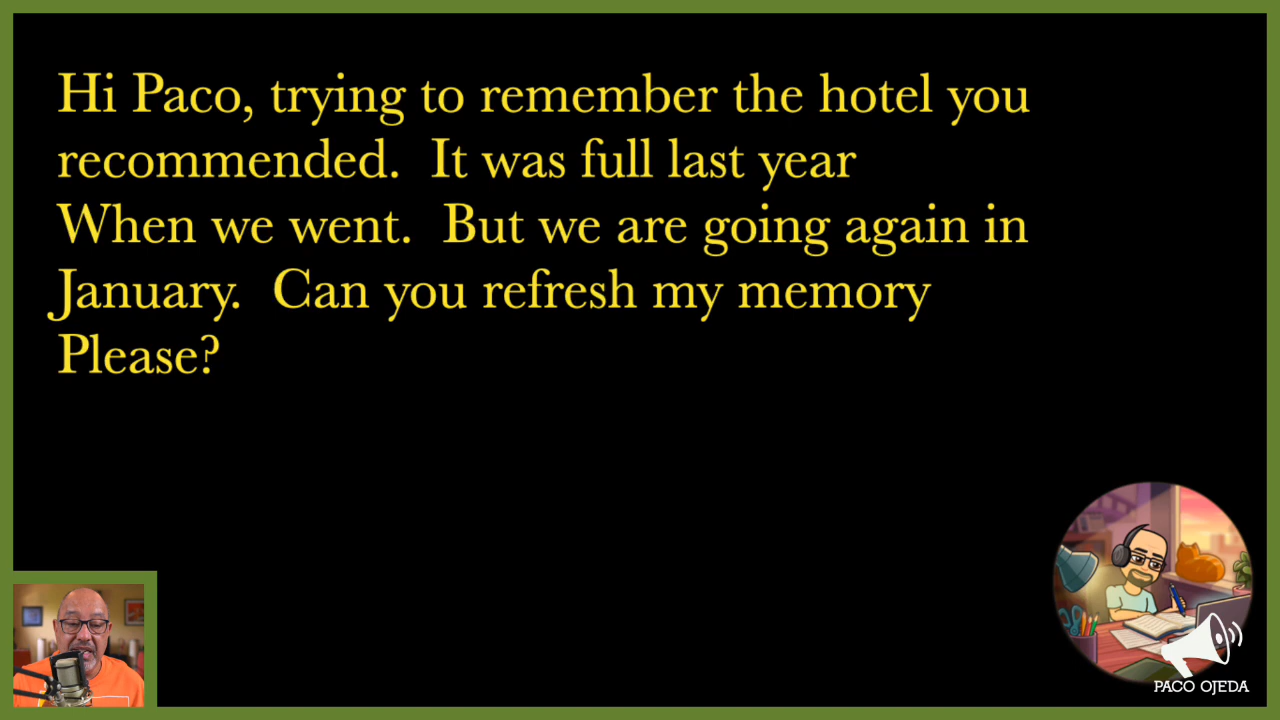 Hi Paco, trying to remember the hotel you
recommended.  It was full last year
When we went.  But we are going again in
January.  Can you refresh my memory
Please?
PACO OJEDA